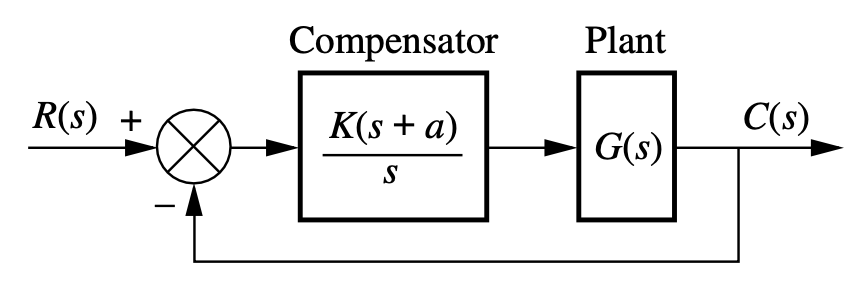 Compensator
Plant
R(s) +
K(s + a)
s
G(s)
C(s)
−